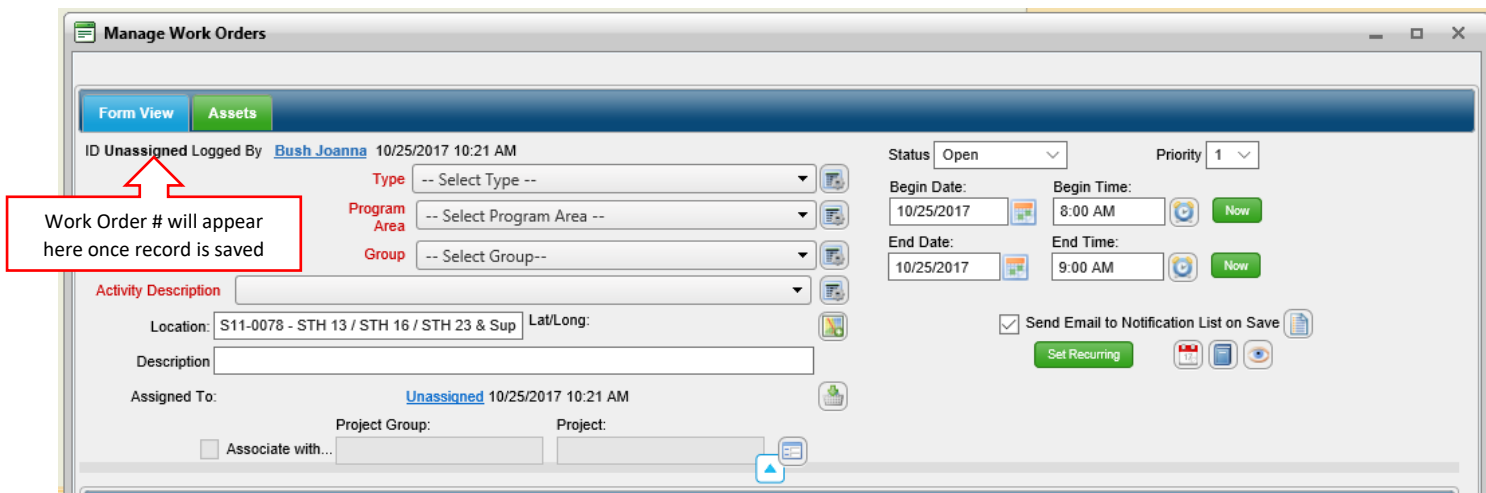 Manage Work Orders
Form View Assets
ID Unassigned Logged By Bush Joanna 10/25/2017 10:21 AM
Status Open Priority 1
Type -- Select Type --
Begin Date: Begin Time:
Program
Area -- Select Program Area --
10/25/2017 8:00 AM Now
Work Order # will appear
here once record is saved
Group -- Select Group--
End Date: End Time:
10/25/2017 9:00 AM Now
Activity Description
Location: S11-0078 - STH 13 / STH 16 / STH 23 & Sup Lat/Long:
Send Email to Notification List on Save
Description
Set Recurring
Assigned To: Unassigned 10/25/2017 10:21 AM
Project Group: Project:
Associate with...